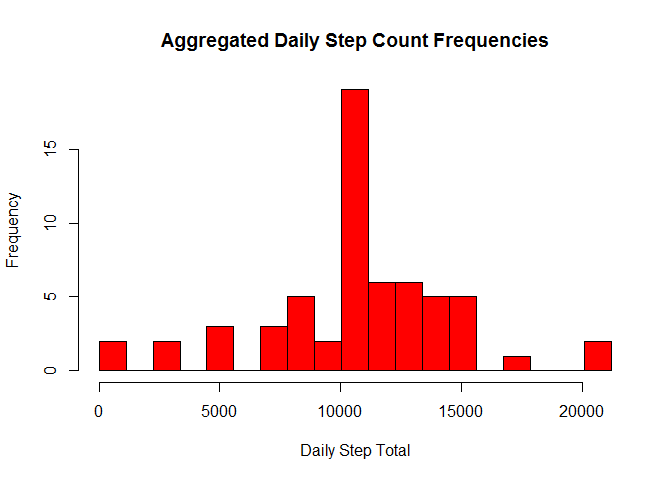 Aggregated Daily Step Count Frequencies
Frequency
15
10
5
0
0 5000 10000 15000 20000
Daily Step Total